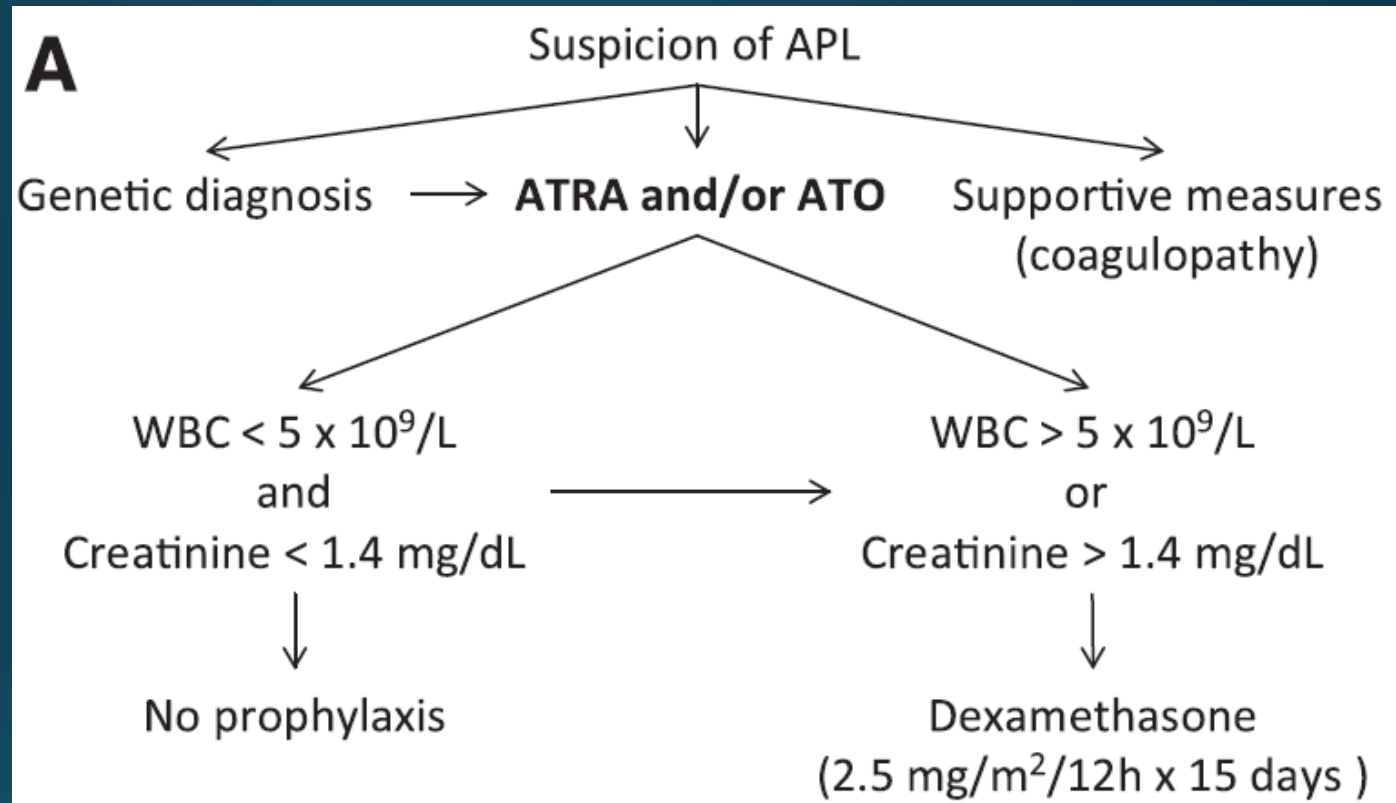 A
Suspicion of APL
Genetic diagnosis
ATRA and/or ATO
Supportive measures
(coagulopathy)
WBC < 5 x 10⁹/L
and
Creatinine < 1.4 mg/dL
No prophylaxis
WBC > 5 x 10⁹/L
or
Creatinine > 1.4 mg/dL
Dexamethasone
(2.5 mg/m²/12h x 15 days )